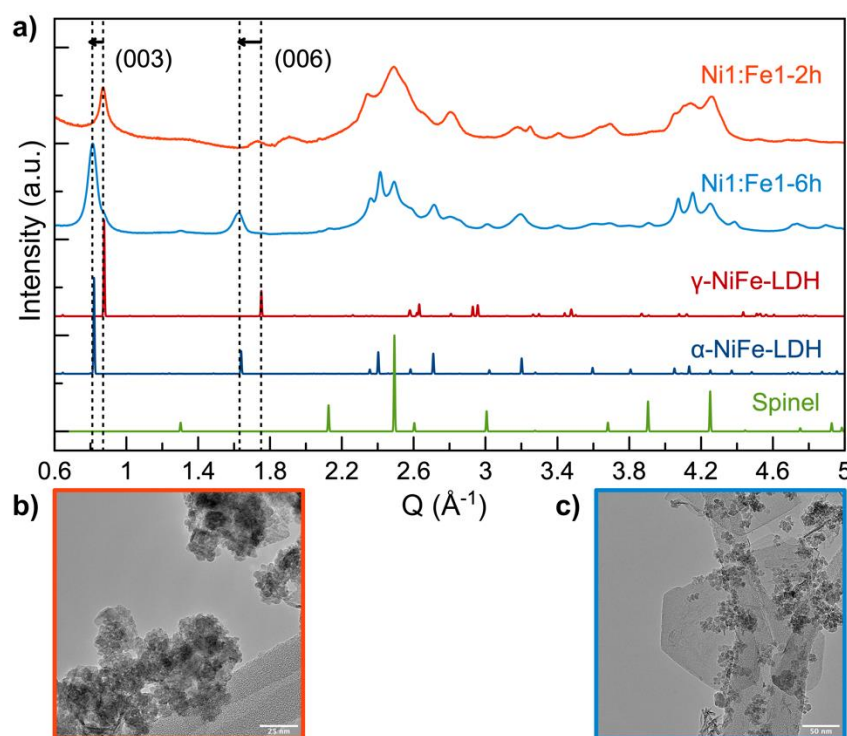 a)
(003)
(006)
Ni1:Fe1-2h
Ni1:Fe1-6h
γ-NiFe-LDH
α-NiFe-LDH
Spinel
Intensity (a.u.)
0.6 1 1.4 1.8 2.2 2.6 3 3.4 3.8 4.2 4.6 5
Q (Å⁻¹)
b)
25 nm
c)
50 nm